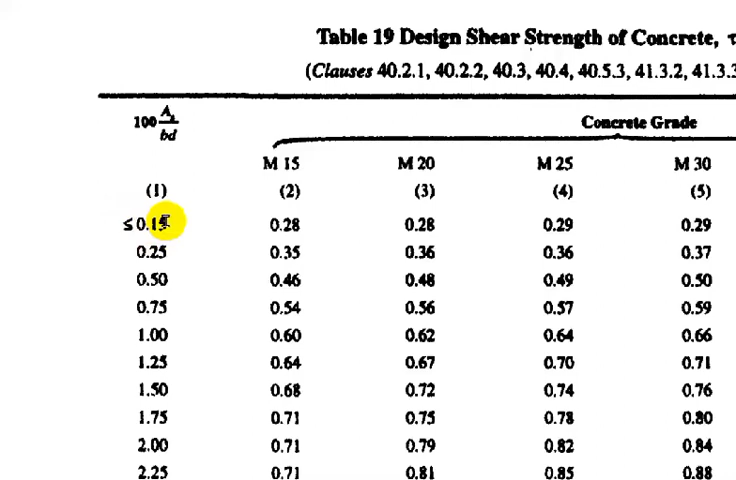 Table 19 Design Shear Strength of Concrete, τ
(Clauses 40.2.1, 40.2.2, 40.3, 40.4, 40.5.3, 41.3.2, 41.3.3
100 As/bd Concrete Grade
M 15 M 20 M 25 M 30
(1) (2) (3) (4) (5)
≤ 0.15 0.28 0.28 0.29 0.29
0.25 0.35 0.36 0.36 0.37
0.50 0.46 0.48 0.49 0.50
0.75 0.54 0.56 0.57 0.59
1.00 0.60 0.62 0.64 0.66
1.25 0.64 0.67 0.70 0.71
1.50 0.68 0.72 0.74 0.76
1.75 0.71 0.75 0.78 0.80
2.00 0.71 0.79 0.82 0.84
2.25 0.71 0.81 0.85 0.88